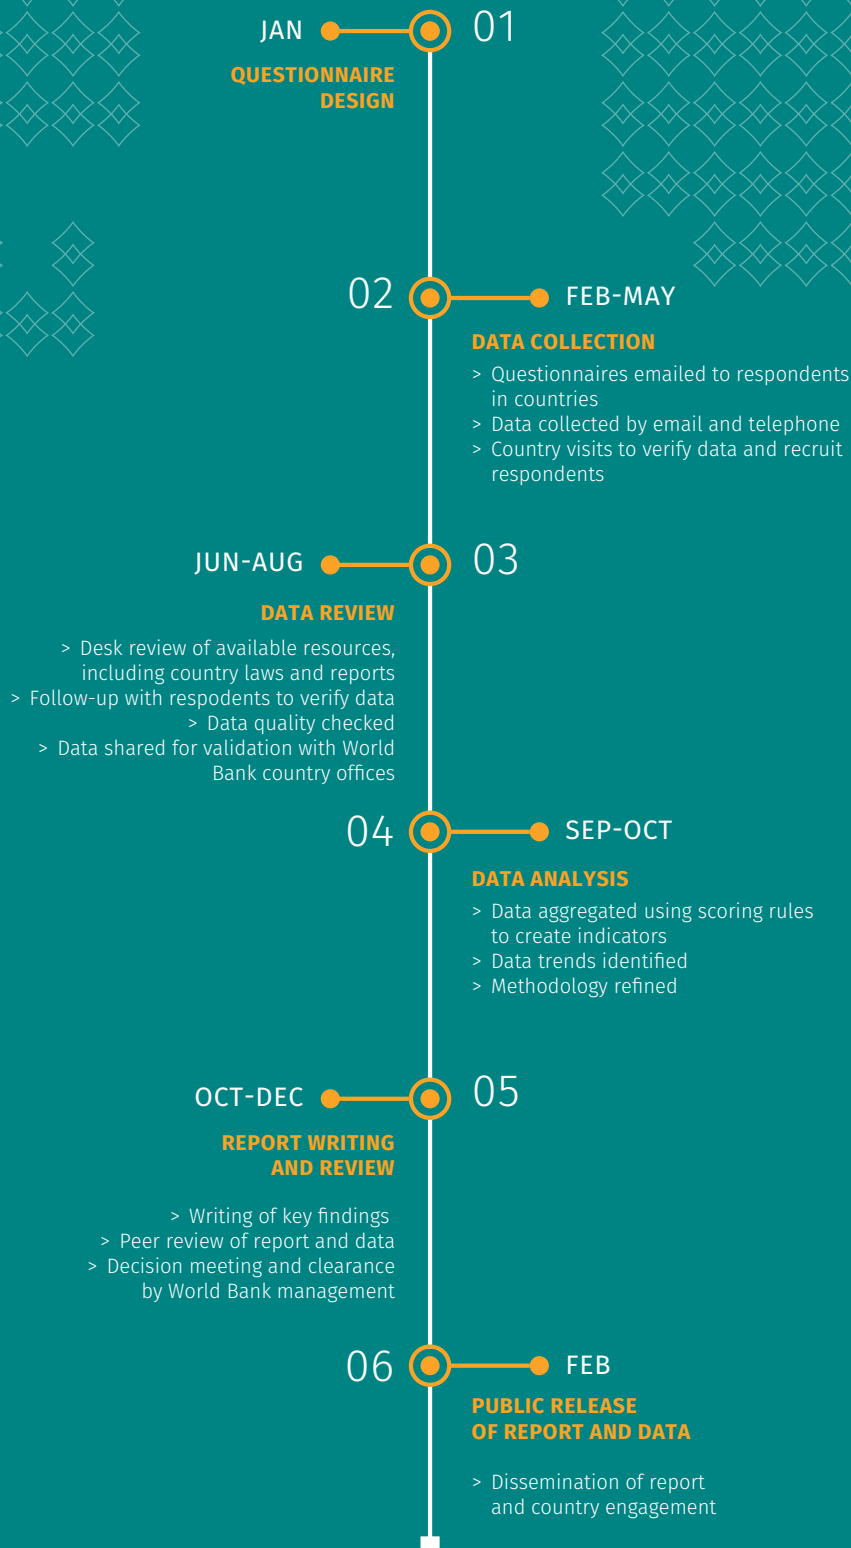 JAN
01
QUESTIONNAIRE
DESIGN
02
FEB-MAY
DATA COLLECTION
> Questionnaires emailed to respondents
in countries
> Data collected by email and telephone
> Country visits to verify data and recruit
respondents
JUN-AUG
03
DATA REVIEW
> Desk review of available resources,
including country laws and reports
> Follow-up with respodents to verify data
> Data quality checked
> Data shared for validation with World
Bank country offices
04
SEP-OCT
DATA ANALYSIS
> Data aggregated using scoring rules
to create indicators
> Data trends identified
> Methodology refined
OCT-DEC
05
REPORT WRITING
AND REVIEW
> Writing of key findings
> Peer review of report and data
> Decision meeting and clearance
by World Bank management
06
FEB
PUBLIC RELEASE
OF REPORT AND DATA
> Dissemination of report
and country engagement